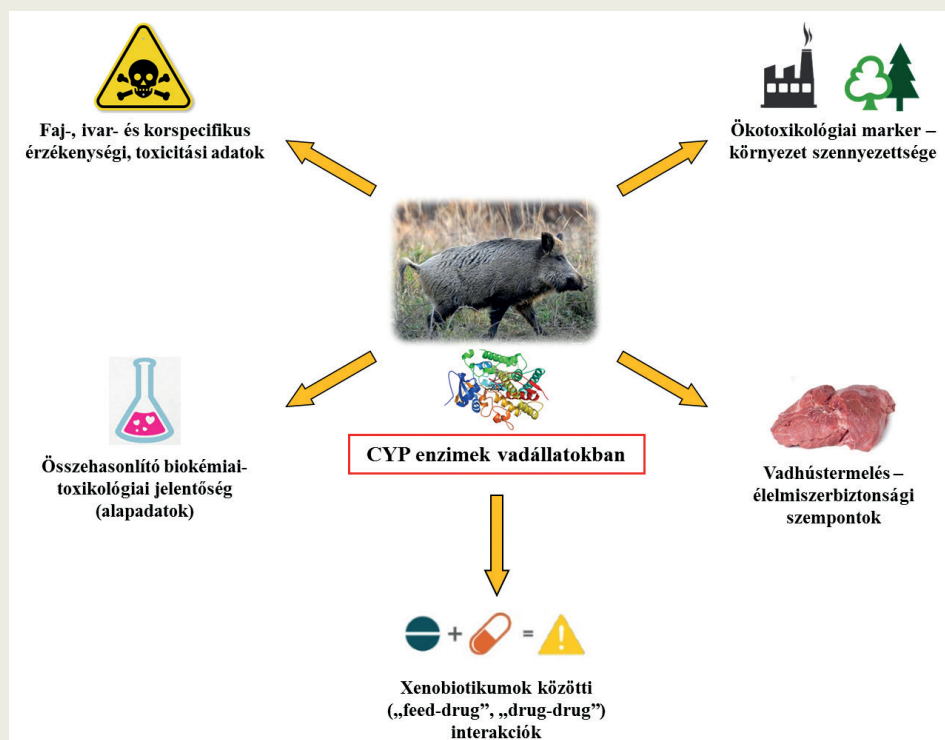 Faj-, ivar- és korspecifikus
érzékenységi, toxicitási adatok
Ökotoxikológiai marker –
környezet szennyezettsége
Összehasonlító biokémiai-
toxikológiai jelentőség
(alapadatok)
CYP enzimek vadállatokban
Vadhústermelés –
élelmiszerbiztonsági
szempontok
Xenobiotikumok közötti
(„feed-drug”, „drug-drug”)
interakciók